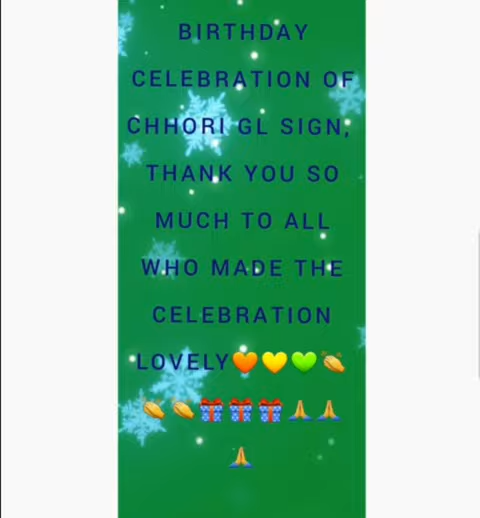 BIRTHDAY
CELEBRATION OF
CHHORI GL SIGN,
THANK YOU SO
MUCH TO ALL
WHO MADE THE
CELEBRATION
LOVELY🧡💛💚👏
👏👏🎁🎁🎁🙏🙏
🙏